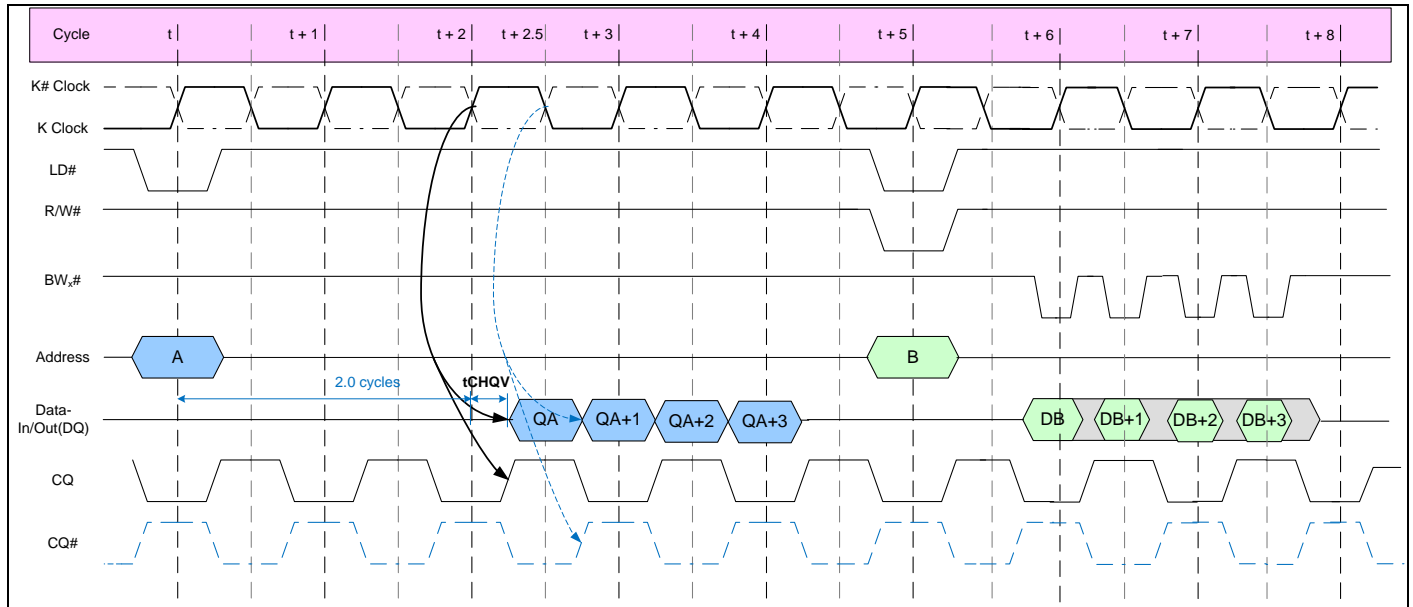 Cycle t t + 1 t + 2 t + 2.5 t + 3 t + 4 t + 5 t + 6 t + 7 t + 8
K# Clock
K Clock
LD#
R/W#
BWx#
Address A B
2.0 cycles tCHQV
Data-
In/Out(DQ) QA QA+1 QA+2 QA+3 DB DB+1 DB+2 DB+3
CQ
CQ#